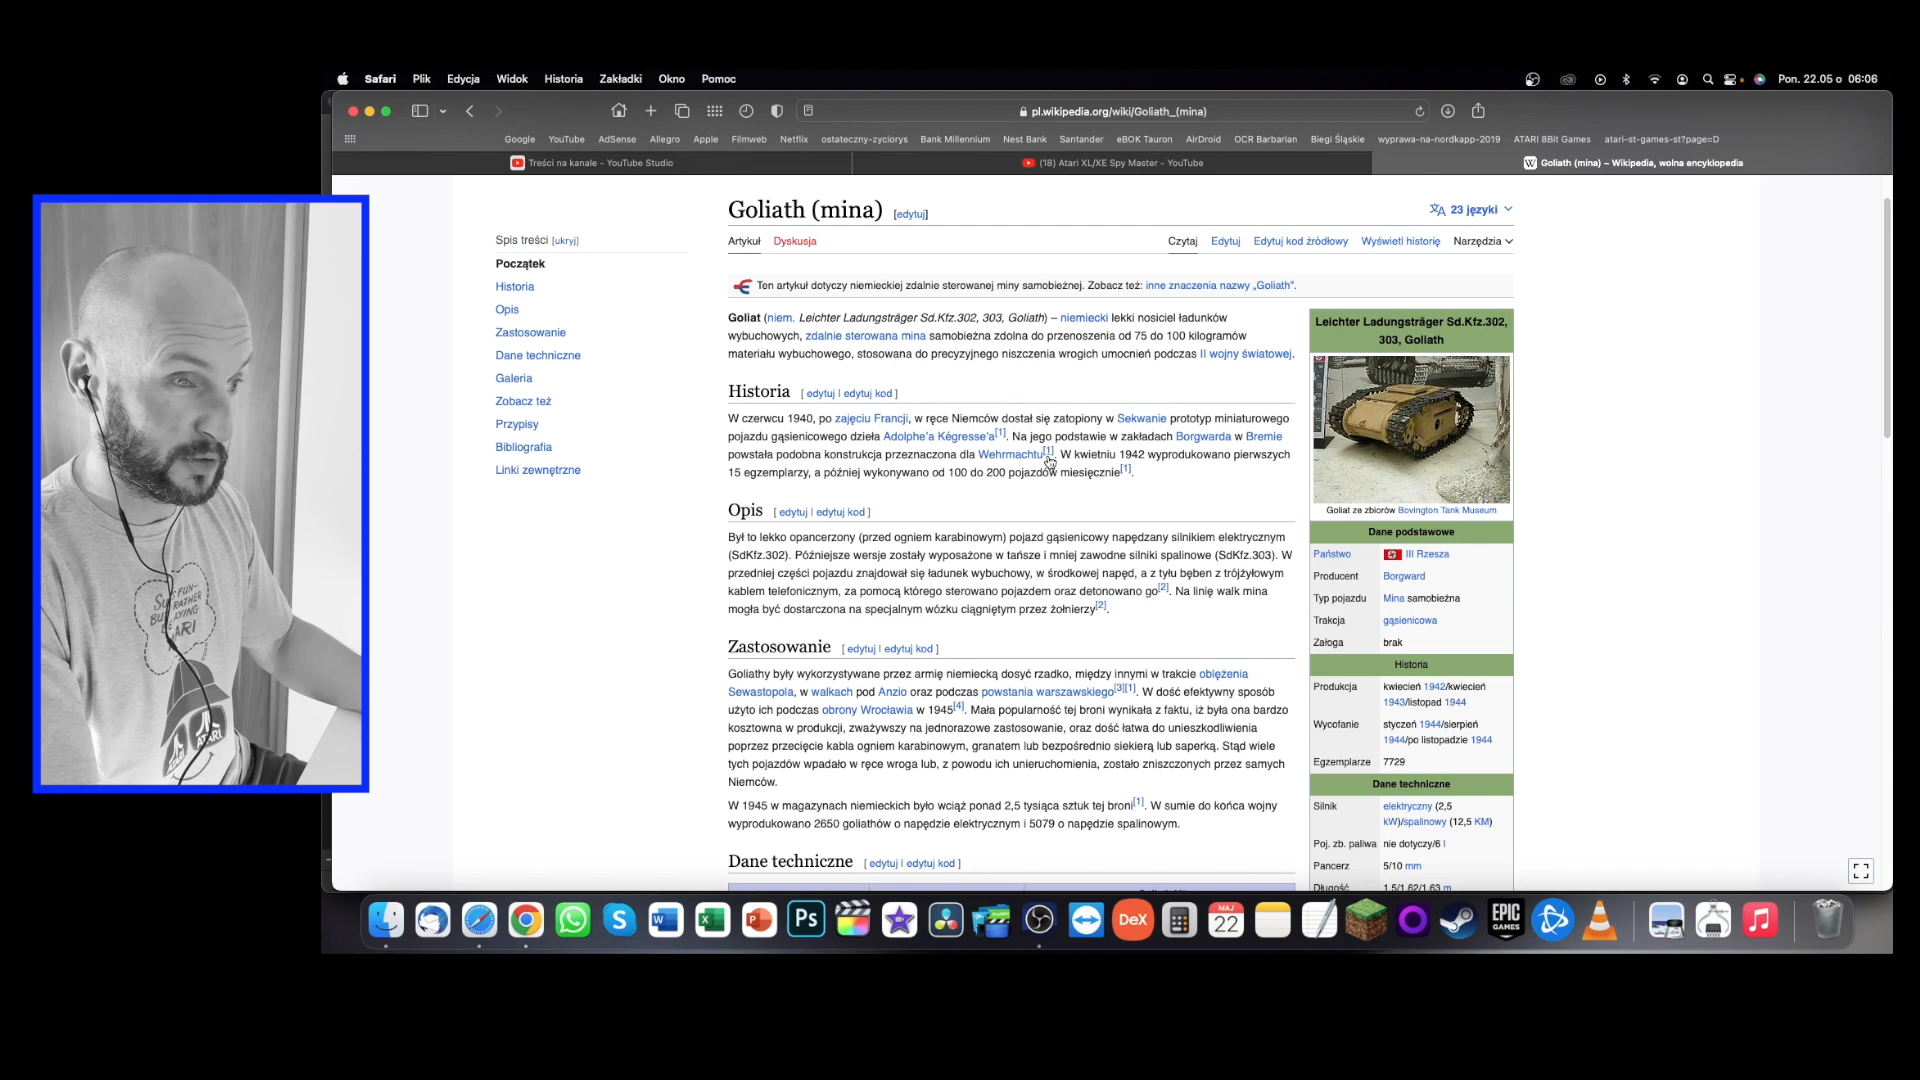 Safari Plik Edycja Widok Historia Zakładki Okno Pomoc Pon. 22.05 o 06:06
pl.wikipedia.org/wiki/Goliath_(mina)
Google YouTube AdSense Allegro Apple Filmweb Netflix ostateczny-zyciorys Bank Millennium Nest Bank Santander eBOK Tauron AirDroid OCR Barbarian Biegi Śląskie wyprawa-na-nordkapp-2019 ATARI 8Bit Games atari-st-games-st?page=D
Treści na kanale – YouTube Studio (18) Atari XL/XE Spy Master - YouTube Goliath (mina) – Wikipedia, wolna encyklopedia
Goliath (mina) [edytuj] 23 języki
Artykuł Dyskusja Czytaj Edytuj Edytuj kod źródłowy Wyświetl historię Narzędzia
Spis treści [ukryj]
Początek
Historia
Opis
Zastosowanie
Dane techniczne
Galeria
Zobacz też
Przypisy
Bibliografia
Linki zewnętrzne
Ten artykuł dotyczy niemieckiej zdalnie sterowanej miny samobieżnej. Zobacz też: inne znaczenia nazwy „Goliath”.
Goliat (niem. Leichter Ladungsträger Sd.Kfz.302, 303, Goliath) – niemiecki lekki nosiciel ładunków
wybuchowych, zdalnie sterowana mina samobieżna zdolna do przenoszenia od 75 do 100 kilogramów
materiału wybuchowego, stosowana do precyzyjnego niszczenia wrogich umocnień podczas II wojny światowej.
Historia [ edytuj | edytuj kod ]
W czerwcu 1940, po zajęciu Francji, w ręce Niemców dostał się zatopiony w Sekwanie prototyp miniaturowego
pojazdu gąsienicowego dzieła Adolphe'a Kégresse'a[1]. Na jego podstawie w zakładach Borgwarda w Bremie
powstała podobna konstrukcja przeznaczona dla Wehrmachtu[1]. W kwietniu 1942 wyprodukowano pierwszych
15 egzemplarzy, a później wykonywano od 100 do 200 pojazdów miesięcznie[1].
Opis [ edytuj | edytuj kod ]
Był to lekko opancerzony (przed ogniem karabinowym) pojazd gąsienicowy napędzany silnikiem elektrycznym
(SdKfz.302). Późniejsze wersje zostały wyposażone w tańsze i mniej zawodne silniki spalinowe (SdKfz.303). W
przedniej części pojazdu znajdował się ładunek wybuchowy, w środkowej napęd, a z tyłu bęben z trójżyłowym
kablem telefonicznym, za pomocą którego sterowano pojazdem oraz detonowano go[2]. Na linię walk mina
mogła być dostarczona na specjalnym wózku ciągniętym przez żołnierzy[2].
Zastosowanie [ edytuj | edytuj kod ]
Goliathy były wykorzystywane przez armię niemiecką dosyć rzadko, między innymi w trakcie oblężenia
Sewastopola, w walkach pod Anzio oraz podczas powstania warszawskiego[3][1]. W dość efektywny sposób
użyto ich podczas obrony Wrocławia w 1945[4]. Mała popularność tej broni wynikała z faktu, iż była ona bardzo
kosztowna w produkcji, zważywszy na jednorazowe zastosowanie, oraz dość łatwa do unieszkodliwienia
poprzez przecięcie kabla ogniem karabinowym, granatem lub bezpośrednio siekierą lub saperką. Stąd wiele
tych pojazdów wpadało w ręce wroga lub, z powodu ich unieruchomienia, zostało zniszczonych przez samych
Niemców.
W 1945 w magazynach niemieckich było wciąż ponad 2,5 tysiąca sztuk tej broni[1]. W sumie do końca wojny
wyprodukowano 2650 goliathów o napędzie elektrycznym i 5079 o napędzie spalinowym.
Dane techniczne [ edytuj | edytuj kod ]
Leichter Ladungsträger Sd.Kfz.302,
303, Goliath
Goliat ze zbiorów Bovington Tank Museum
Dane podstawowe
Państwo III Rzesza
Producent Borgward
Typ pojazdu Mina samobieżna
Trakcja gąsienicowa
Załoga brak
Historia
Produkcja kwiecień 1942/kwiecień
1943/listopad 1944
Wycofanie styczeń 1944/sierpień
1944/po listopadzie 1944
Egzemplarze 7729
Dane techniczne
Silnik elektryczny (2,5
kW)/spalinowy (12,5 KM)
Poj. zb. paliwa nie dotyczy/6 l
Pancerz 5/10 mm
Długość 1,5/1,62/1,63 m
ATARI
DeX
MAJ
22
EPIC
GAMES
Ps